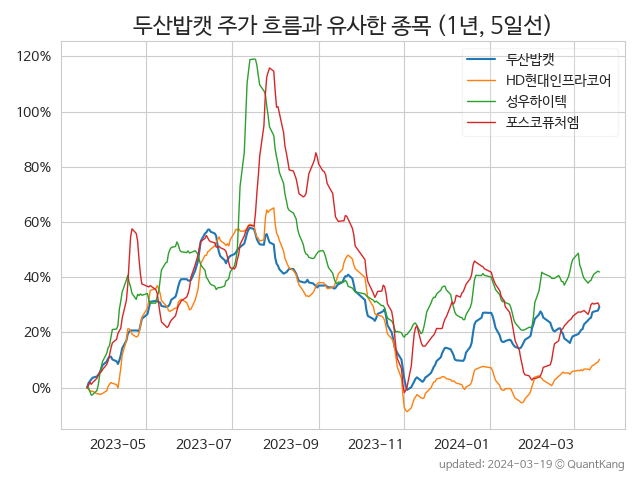 두산밥캣 주가 흐름과 유사한 종목 (1년, 5일선)
두산밥캣
HD현대인프라코어
성우하이텍
포스코퓨처엠
120%
100%
80%
60%
40%
20%
0%
2023-05 2023-07 2023-09 2023-11 2024-01 2024-03
updated: 2024-03-19 © QuantKang